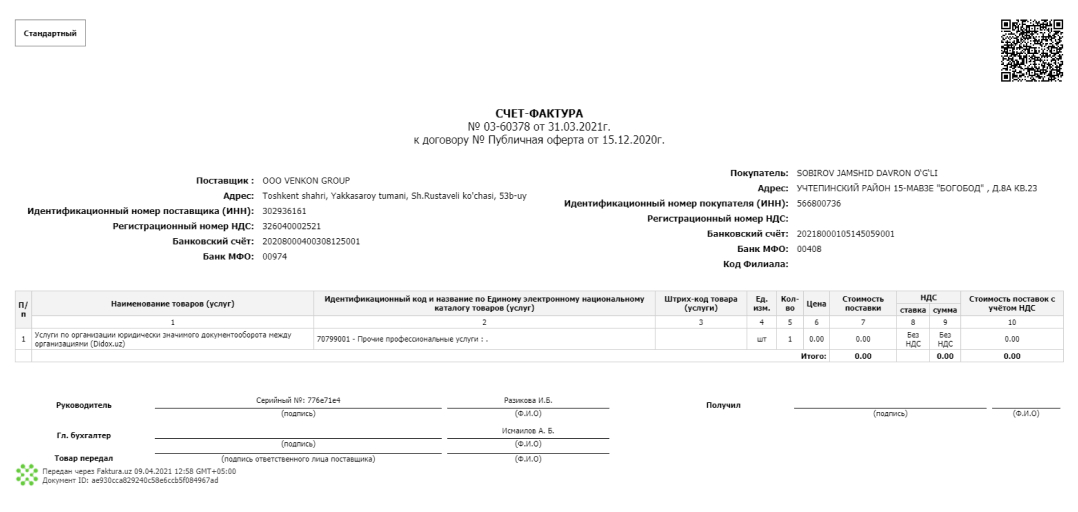 Стандартный
СЧЕТ-ФАКТУРА
№ 03-60378 от 31.03.2021г.
к договору № Публичная оферта от 15.12.2020г.
Поставщик : ООО VENKON GROUP
Адрес: Toshkent shahri, Yakkasaroy tumani, Sh.Rustaveli ko'chasi, 53b-uy
Идентификационный номер поставщика (ИНН): 302936161
Регистрационный номер НДС: 326040002521
Банковский счёт: 20208000400308125001
Банк МФО: 00974
Покупатель: SOBIROV JAMSHID DAVRON O'G'LI
Адрес: УЧТЕПИНСКИЙ РАЙОН 15-МАВЗЕ "БОГОБОД" , Д.8А КВ.23
Идентификационный номер покупателя (ИНН): 566800736
Регистрационный номер НДС:
Банковский счёт: 20218000105145059001
Банк МФО: 00408
Код Филиала:
П/п Наименование товаров (услуг) Идентификационный код и название по Единому электронному национальному каталогу товаров (услуг) Штрих-код товара (услуги) Ед. изм. Кол-во Цена Стоимость поставки НДС ставка сумма Стоимость поставок с учётом НДС
1 2 3 4 5 6 7 8 9 10
1 Услуги по организации юридически значимого документооборота между организациями (Didox.uz) 70799001 - Прочие профессиональные услуги : . шт 1 0.00 0.00 Без НДС Без НДС 0.00
Итого: 0.00 0.00 0.00
Руководитель Серийный №: 776e71e4 Разикова И.Б. Получил
(подпись) (Ф.И.О) (подпись) (Ф.И.О)
Гл. бухгалтер Исмаилов А. Б.
(подпись) (Ф.И.О)
Товар передал (подпись ответственного лица поставщика) (Ф.И.О)
Передан через Faktura.uz 09.04.2021 12:58 GMT+05:00
Документ ID: ae930cca829240c58e6ccb5f084967ad